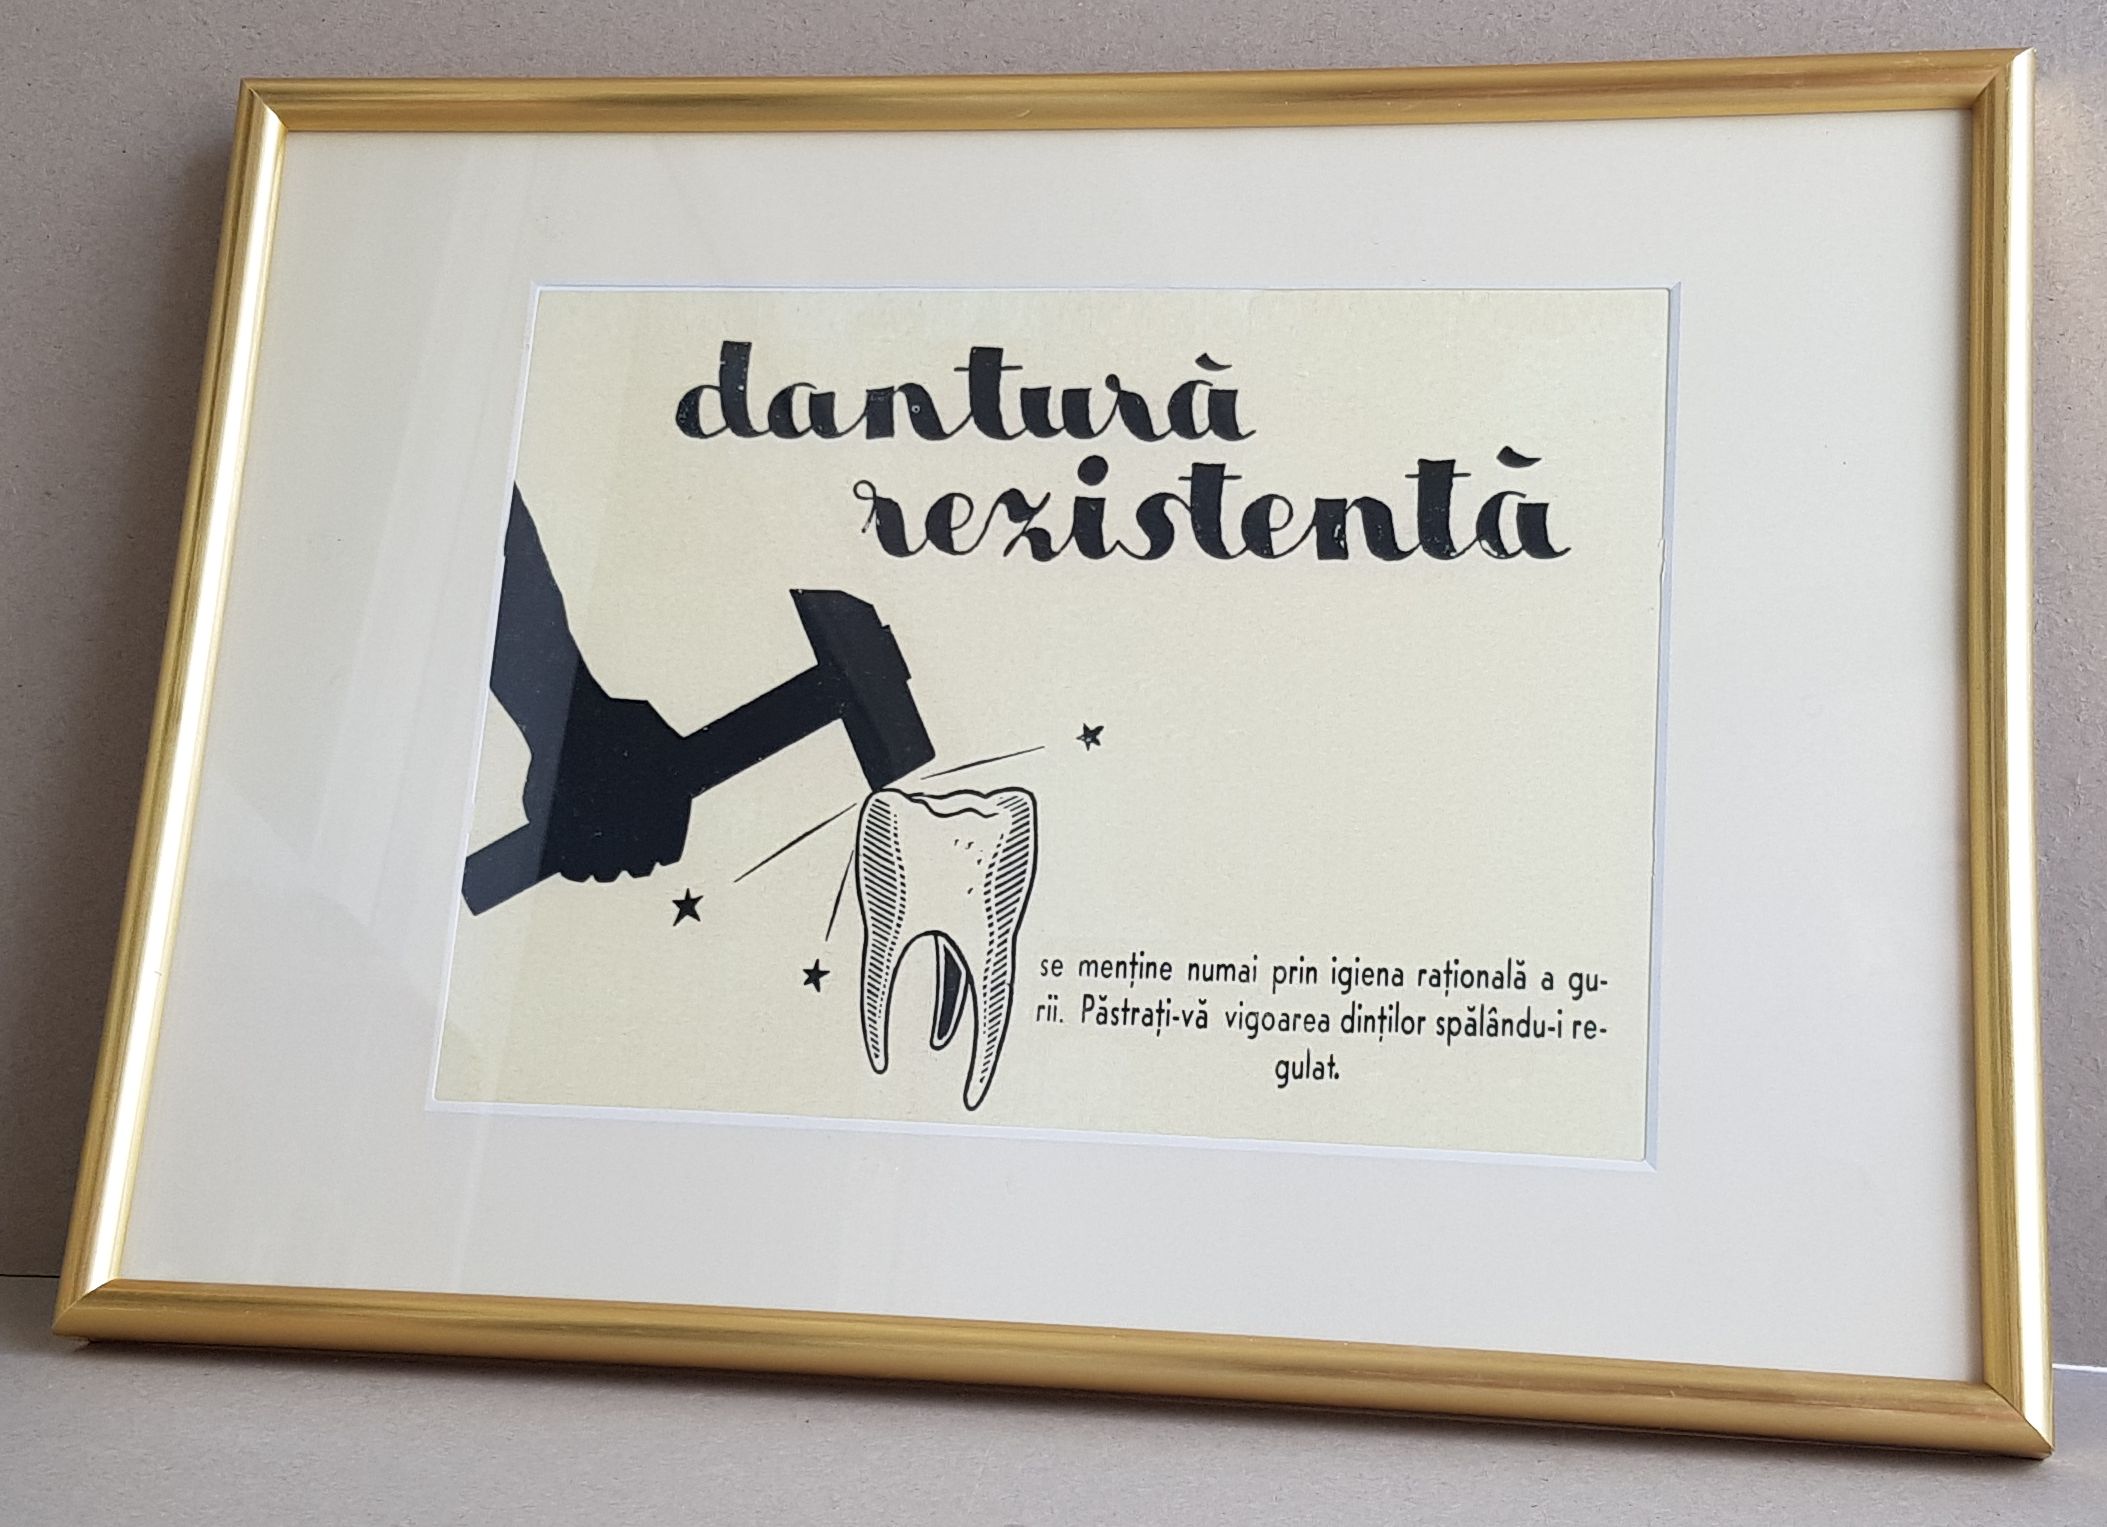 dantură
rezistentă
se menține numai prin igiena rațională a gu-
rii. Păstrați-vă vigoarea dinților spălându-i re-
gulat.